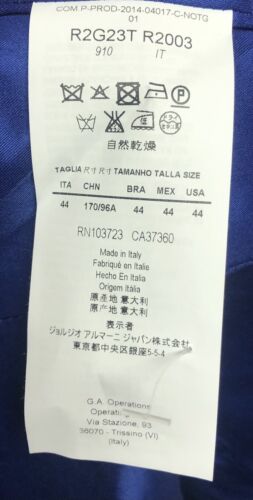 COM.P-PROD-2014-04017-C-NOTG
01
R2G23T R2003
910 IT
P
ドライ
自然乾燥
TAGLIA 尺寸 尺寸 TAMANHO TALLA SIZE
ITA CHN BRA MEX USA
44 170/96A 44 44 44
RN103723 CA37360
Made in Italy
Fabriqué en Italie
Hecho En Italia
Origem Italia
原產地 意大利
原产地 意大利
表示者
ジョルジオ アルマーニ ジャパン株式会社
東京都中央区銀座5-5-4
G.A. Operations
Via Stazione, 93
36070 - Trissino (VI)
(Italy)